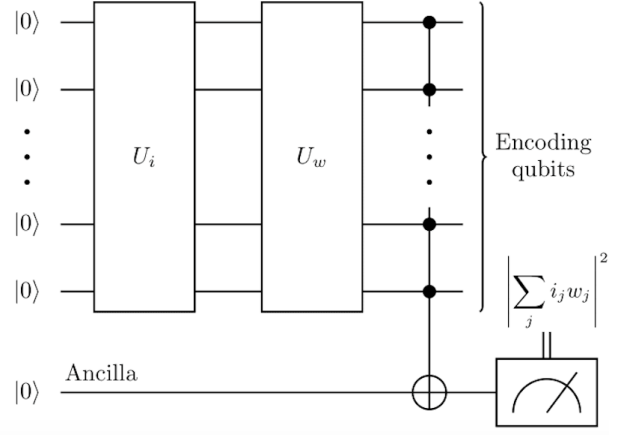 |0⟩
|0⟩
U_i
U_w
Encoding
qubits
|0⟩
|0⟩
|∑_j i_j w_j|^2
Ancilla
|0⟩